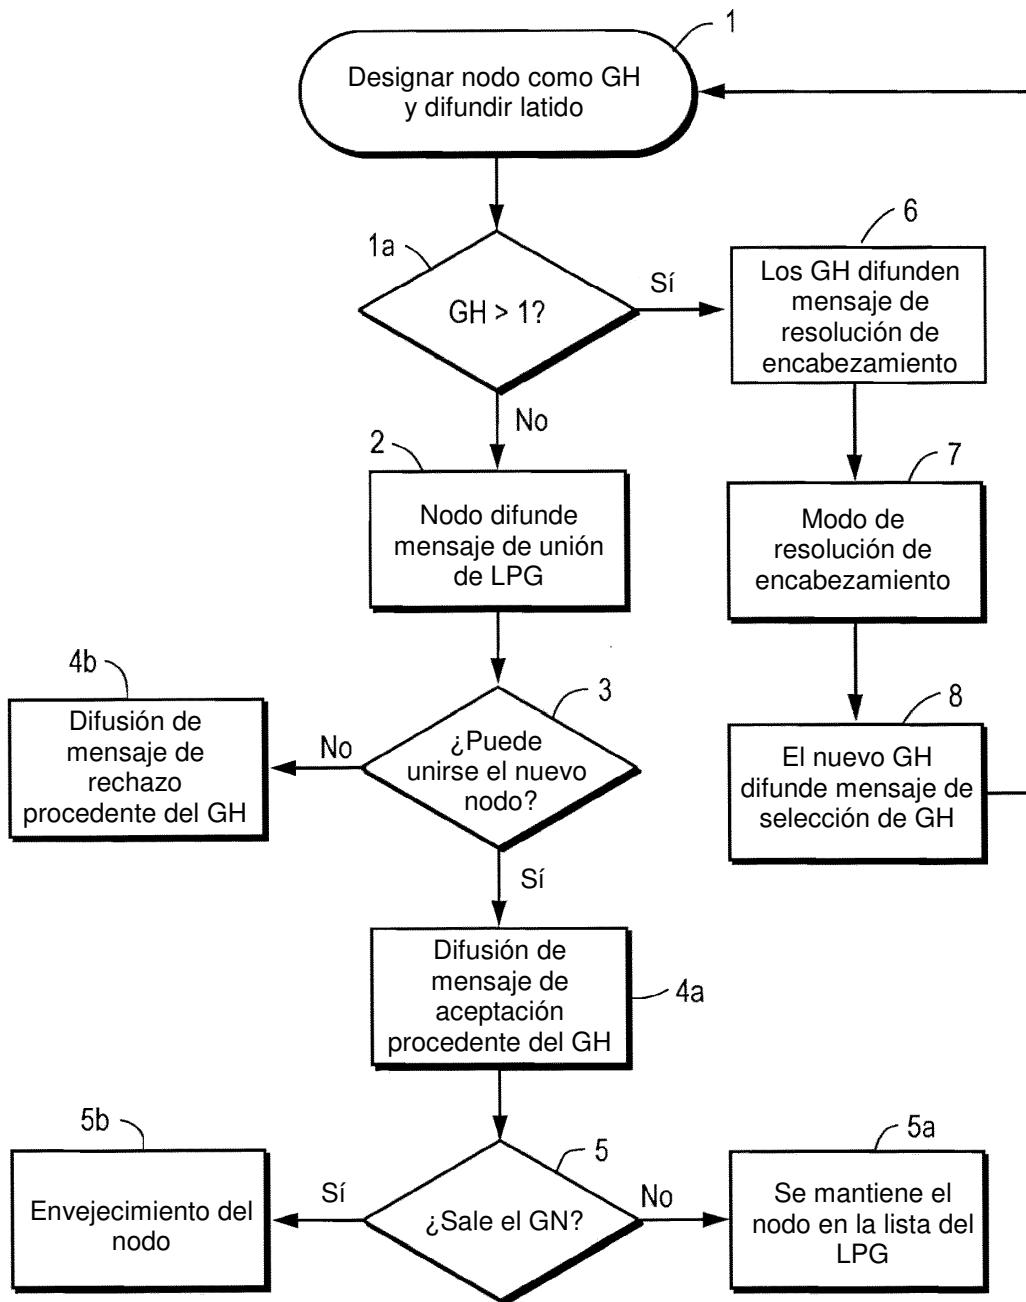 1
Designar nodo como GH
y difundir latido
1a
GH > 1?
Sí
6
Los GH difunden
mensaje de
resolución de
encabezamiento
No
2
Nodo difunde
mensaje de unión
de LPG
7
Modo de
resolución de
encabezamiento
4b
Difusión de
mensaje de
rechazo
procedente del GH
No
3
¿Puede
unirse el nuevo
nodo?
8
El nuevo GH
difunde mensaje de
selección de GH
Sí
Difusión de
mensaje de
aceptación
procedente del GH
4a
5b
Envejecimiento del
nodo
Sí
5
¿Sale el GN?
No
5a
Se mantiene el
nodo en la lista del
LPG